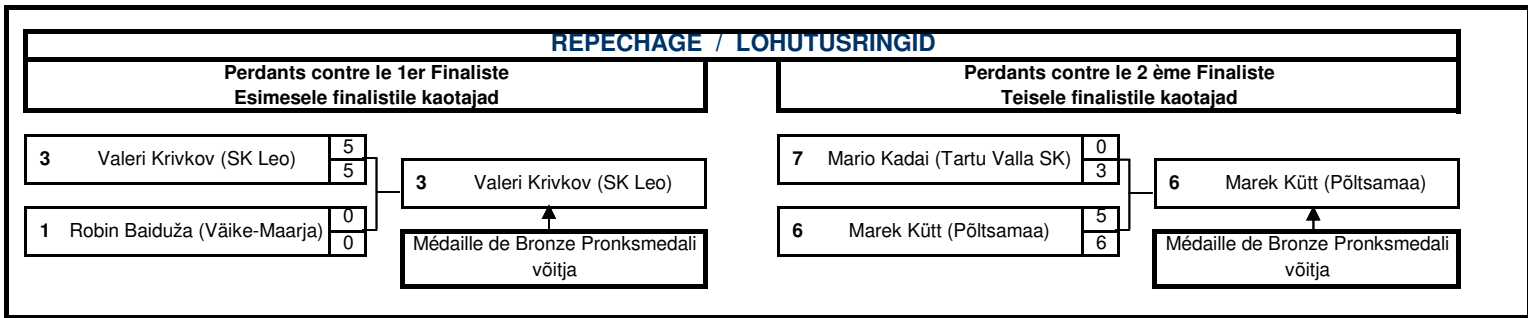 REPECHAGE / LOHUTUSRINGID
Perdants contre le 1er Finaliste
Esimesele finalistile kaotajad
Perdants contre le 2 ème Finaliste
Teisele finalistile kaotajad
3 Valeri Krivkov (SK Leo) 5
5
1 Robin Baiduža (Väike-Maarja) 0
0
3 Valeri Krivkov (SK Leo)
Médaille de Bronze Pronksmedali
võitja
7 Mario Kadai (Tartu Valla SK) 0
3
6 Marek Kütt (Põltsamaa) 5
6
6 Marek Kütt (Põltsamaa)
Médaille de Bronze Pronksmedali
võitja